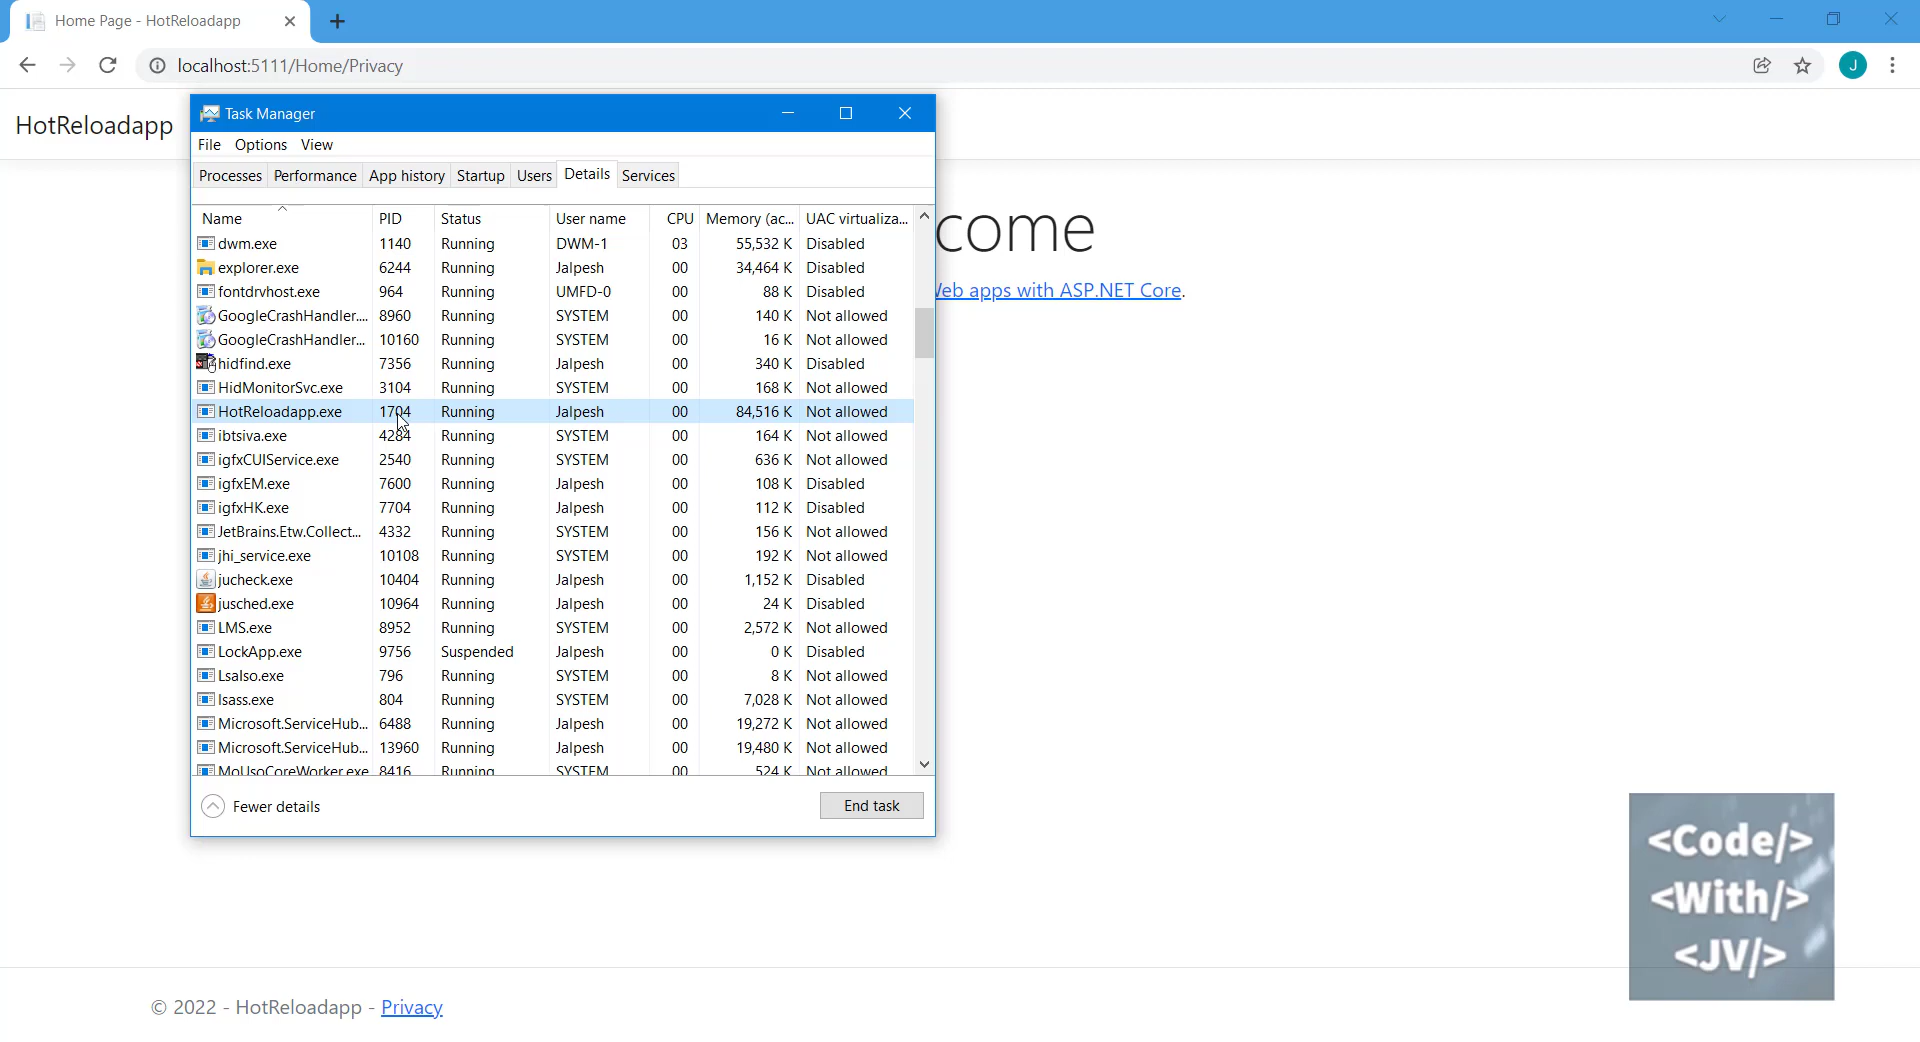 Home Page - HotReloadapp
localhost:5111/Home/Privacy
J
HotReloadapp
Task Manager
File Options View
Processes Performance App history Startup Users Details Services
Name PID Status User name CPU Memory (ac... UAC virtualiza...
dwm.exe 1140 Running DWM-1 03 55,532 K Disabled
explorer.exe 6244 Running Jalpesh 00 34,464 K Disabled
fontdrvhost.exe 964 Running UMFD-0 00 88 K Disabled
GoogleCrashHandler.... 8960 Running SYSTEM 00 140 K Not allowed
GoogleCrashHandler... 10160 Running SYSTEM 00 16 K Not allowed
hidfind.exe 7356 Running Jalpesh 00 340 K Disabled
HidMonitorSvc.exe 3104 Running SYSTEM 00 168 K Not allowed
HotReloadapp.exe 1704 Running Jalpesh 00 84,516 K Not allowed
ibtsiva.exe 4284 Running SYSTEM 00 164 K Not allowed
igfxCUIService.exe 2540 Running SYSTEM 00 636 K Not allowed
igfxEM.exe 7600 Running Jalpesh 00 108 K Disabled
igfxHK.exe 7704 Running Jalpesh 00 112 K Disabled
JetBrains.Etw.Collect... 4332 Running SYSTEM 00 156 K Not allowed
jhi_service.exe 10108 Running SYSTEM 00 192 K Not allowed
jucheck.exe 10404 Running Jalpesh 00 1,152 K Disabled
jusched.exe 10964 Running Jalpesh 00 24 K Disabled
LMS.exe 8952 Running SYSTEM 00 2,572 K Not allowed
LockApp.exe 9756 Suspended Jalpesh 00 0 K Disabled
LsaIso.exe 796 Running SYSTEM 00 8 K Not allowed
lsass.exe 804 Running SYSTEM 00 7,028 K Not allowed
Microsoft.ServiceHub... 6488 Running Jalpesh 00 19,272 K Not allowed
Microsoft.ServiceHub... 13960 Running Jalpesh 00 19,480 K Not allowed
MoUsoCoreWorker.exe 8416 Running SYSTEM 00 524 K Not allowed
Fewer details End task
come
Web apps with ASP.NET Core.
<Code/>
<With/>
<JV/>
© 2022 - HotReloadapp - Privacy